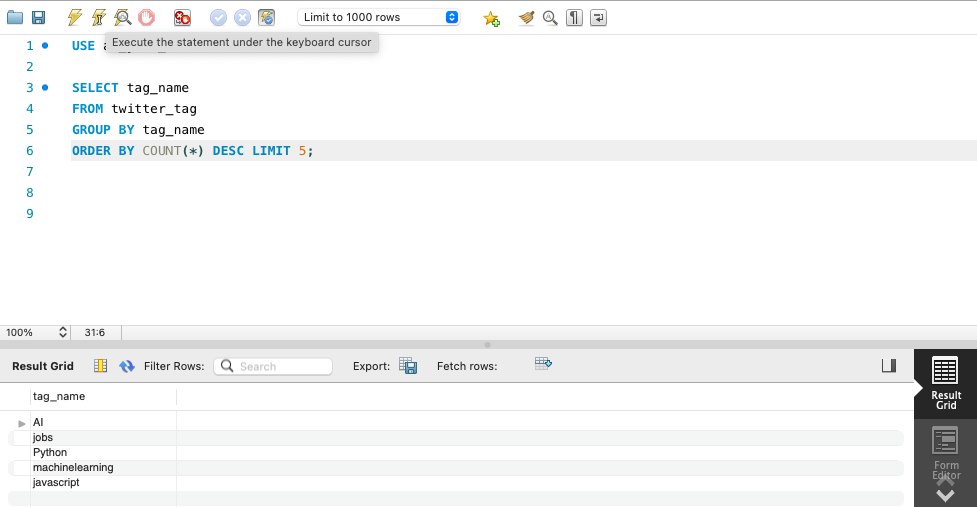 Limit to 1000 rows
Execute the statement under the keyboard cursor
1 USE
2
3 SELECT tag_name
4 FROM twitter_tag
5 GROUP BY tag_name
6 ORDER BY COUNT(*) DESC LIMIT 5;
7
8
9
100% 31:6
Result Grid Filter Rows: Search Export: Fetch rows:
tag_name
AI
jobs
Python
machinelearning
javascript
Result
Grid
Form
Editor